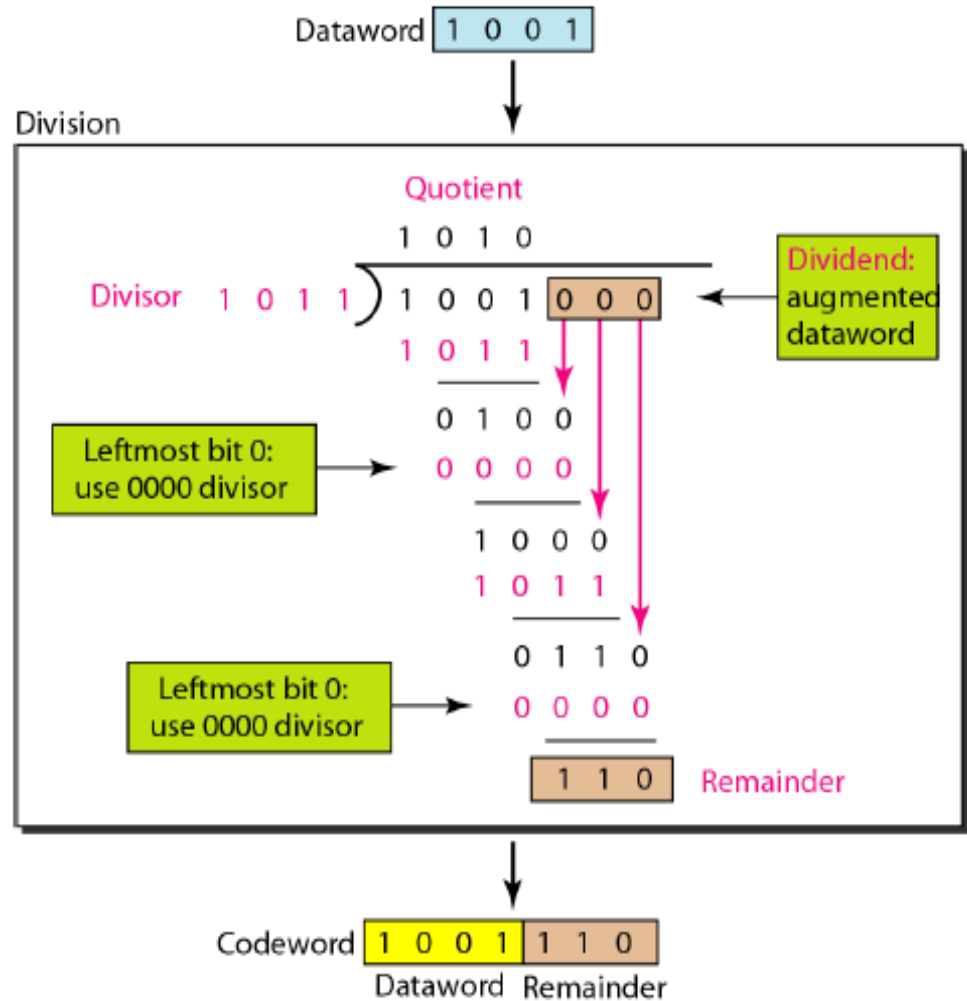 Dataword 1 0 0 1
Division
Quotient
1 0 1 0
Divisor 1 0 1 1 1 0 0 1 0 0 0
Dividend:
augmented
dataword
1 0 1 1
0 1 0 0
Leftmost bit 0:
use 0000 divisor
0 0 0 0
1 0 0 0
1 0 1 1
0 1 1 0
Leftmost bit 0:
use 0000 divisor
0 0 0 0
1 1 0 Remainder
Codeword 1 0 0 1 1 1 0
Dataword Remainder